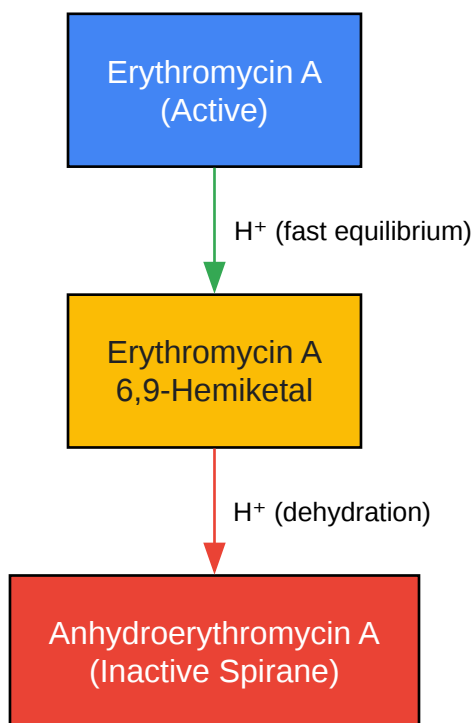 Erythromycin A
(Active)
H⁺ (fast equilibrium)
Erythromycin A
6,9-Hemiketal
H⁺ (dehydration)
Anhydroerythromycin A
(Inactive Spirane)